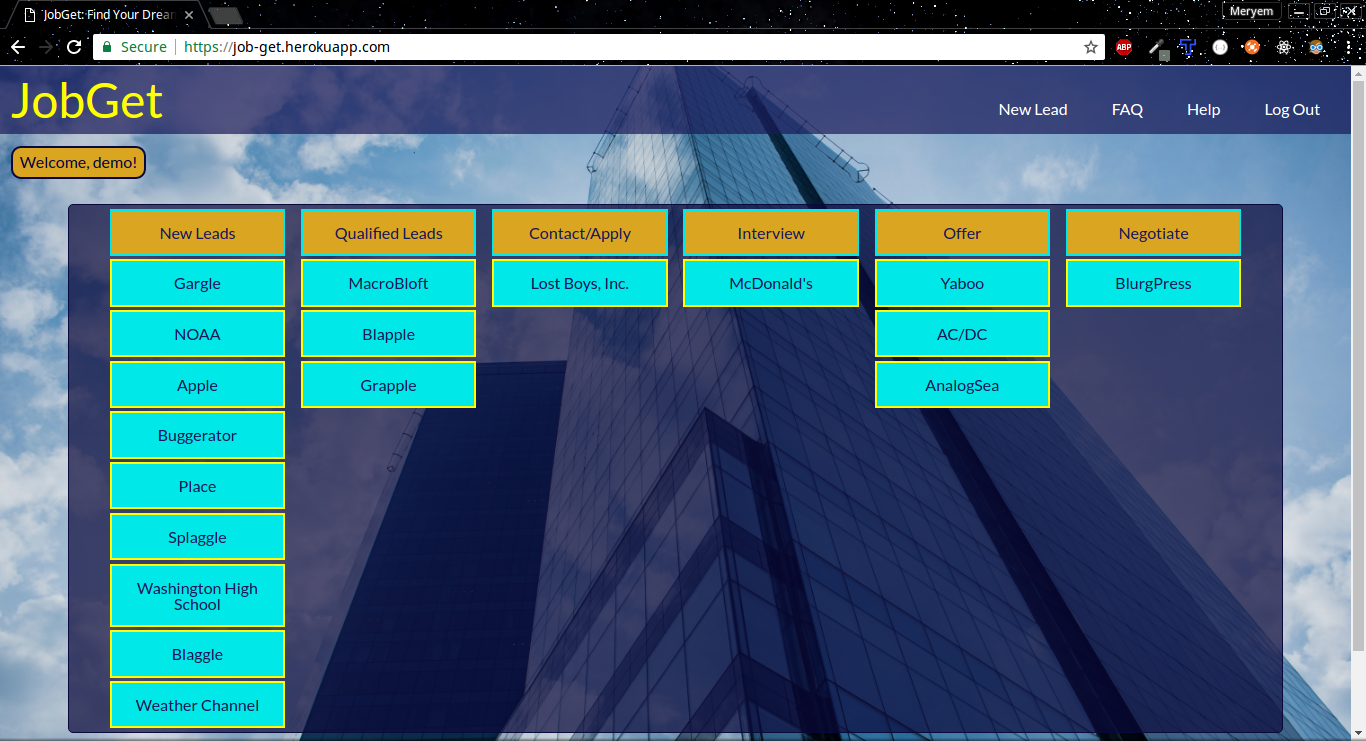 'JobGet: Find Your Drea
Meryem
Secure https://job-get.herokuapp.com
ABP
JobGet
New Lead FAQ Help Log Out
Welcome, demo!
New Leads Qualified Leads Contact/Apply Interview Offer Negotiate
Gargle MacroBloft Lost Boys, Inc. McDonald's Yaboo BlurgPress
NOAA Blapple AC/DC
Apple Grapple AnalogSea
Buggerator
Place
Splaggle
Washington High
School
Blaggle
Weather Channel